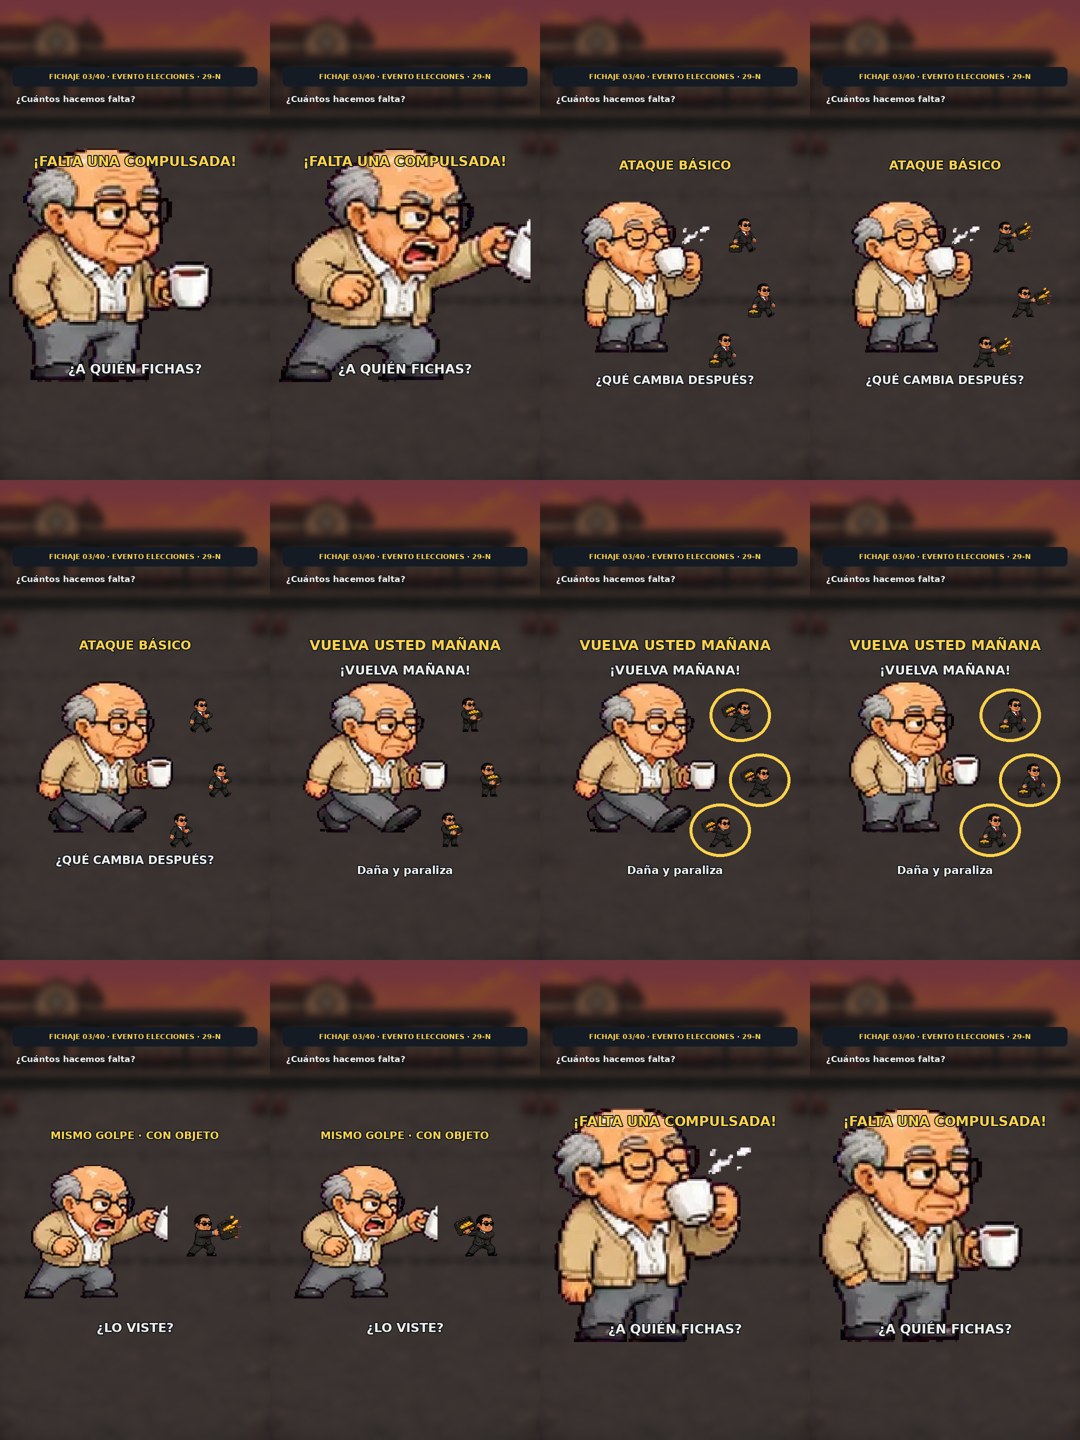 FICHAJE 03/40 · EVENTO ELECCIONES · 29-N
¿Cuántos hacemos falta?
¡FALTA UNA COMPULSADA!
¿A QUIÉN FICHAS?
FICHAJE 03/40 · EVENTO ELECCIONES · 29-N
¿Cuántos hacemos falta?
¡FALTA UNA COMPULSADA!
¿A QUIÉN FICHAS?
FICHAJE 03/40 · EVENTO ELECCIONES · 29-N
¿Cuántos hacemos falta?
ATAQUE BÁSICO
¿QUÉ CAMBIA DESPUÉS?
FICHAJE 03/40 · EVENTO ELECCIONES · 29-N
¿Cuántos hacemos falta?
ATAQUE BÁSICO
¿QUÉ CAMBIA DESPUÉS?
FICHAJE 03/40 · EVENTO ELECCIONES · 29-N
¿Cuántos hacemos falta?
ATAQUE BÁSICO
¿QUÉ CAMBIA DESPUÉS?
FICHAJE 03/40 · EVENTO ELECCIONES · 29-N
¿Cuántos hacemos falta?
VUELVA USTED MAÑANA
¡VUELVA MAÑANA!
Daña y paraliza
FICHAJE 03/40 · EVENTO ELECCIONES · 29-N
¿Cuántos hacemos falta?
VUELVA USTED MAÑANA
¡VUELVA MAÑANA!
Daña y paraliza
FICHAJE 03/40 · EVENTO ELECCIONES · 29-N
¿Cuántos hacemos falta?
VUELVA USTED MAÑANA
¡VUELVA MAÑANA!
Daña y paraliza
FICHAJE 03/40 · EVENTO ELECCIONES · 29-N
¿Cuántos hacemos falta?
MISMO GOLPE · CON OBJETO
¿LO VISTE?
FICHAJE 03/40 · EVENTO ELECCIONES · 29-N
¿Cuántos hacemos falta?
MISMO GOLPE · CON OBJETO
¿LO VISTE?
FICHAJE 03/40 · EVENTO ELECCIONES · 29-N
¿Cuántos hacemos falta?
¡FALTA UNA COMPULSADA!
¿A QUIÉN FICHAS?
FICHAJE 03/40 · EVENTO ELECCIONES · 29-N
¿Cuántos hacemos falta?
¡FALTA UNA COMPULSADA!
¿A QUIÉN FICHAS?